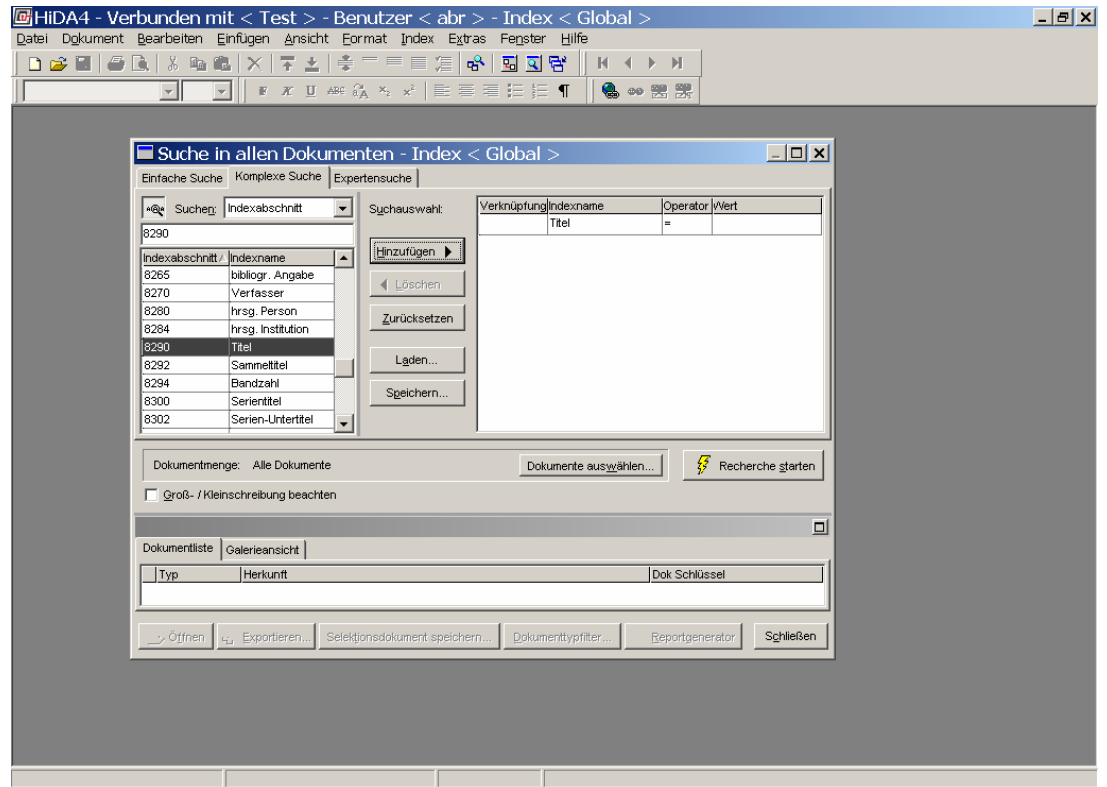 HiDA4 - Verbunden mit < Test > - Benutzer < abr > - Index < Global >
Datei Dokument Bearbeiten Einfügen Ansicht Format Index Extras Fenster Hilfe
Suche in allen Dokumenten - Index < Global >
Einfache Suche Komplexe Suche Expertensuche
Suchen: Indexabschnitt
8290
Indexabschnitt Indexname
8265 bibliogr. Angabe
8270 Verfasser
8280 hrsg. Person
8284 hrsg. Institution
8290 Titel
8292 Sammeltitel
8294 Bandzahl
8300 Serientitel
8302 Serien-Untertitel
Suchauswahl:
Hinzufügen
Löschen
Zurücksetzen
Laden...
Speichern...
Verknüpfung Indexname Operator Wert
Titel =
Dokumentmenge: Alle Dokumente Dokumente auswählen... Recherche starten
Groß- / Kleinschreibung beachten
Dokumentliste Galerieansicht
Typ Herkunft Dok Schlüssel
Öffnen Exportieren... Selektionsdokument speichern... Dokumenttypfilter... Reportgenerator Schließen